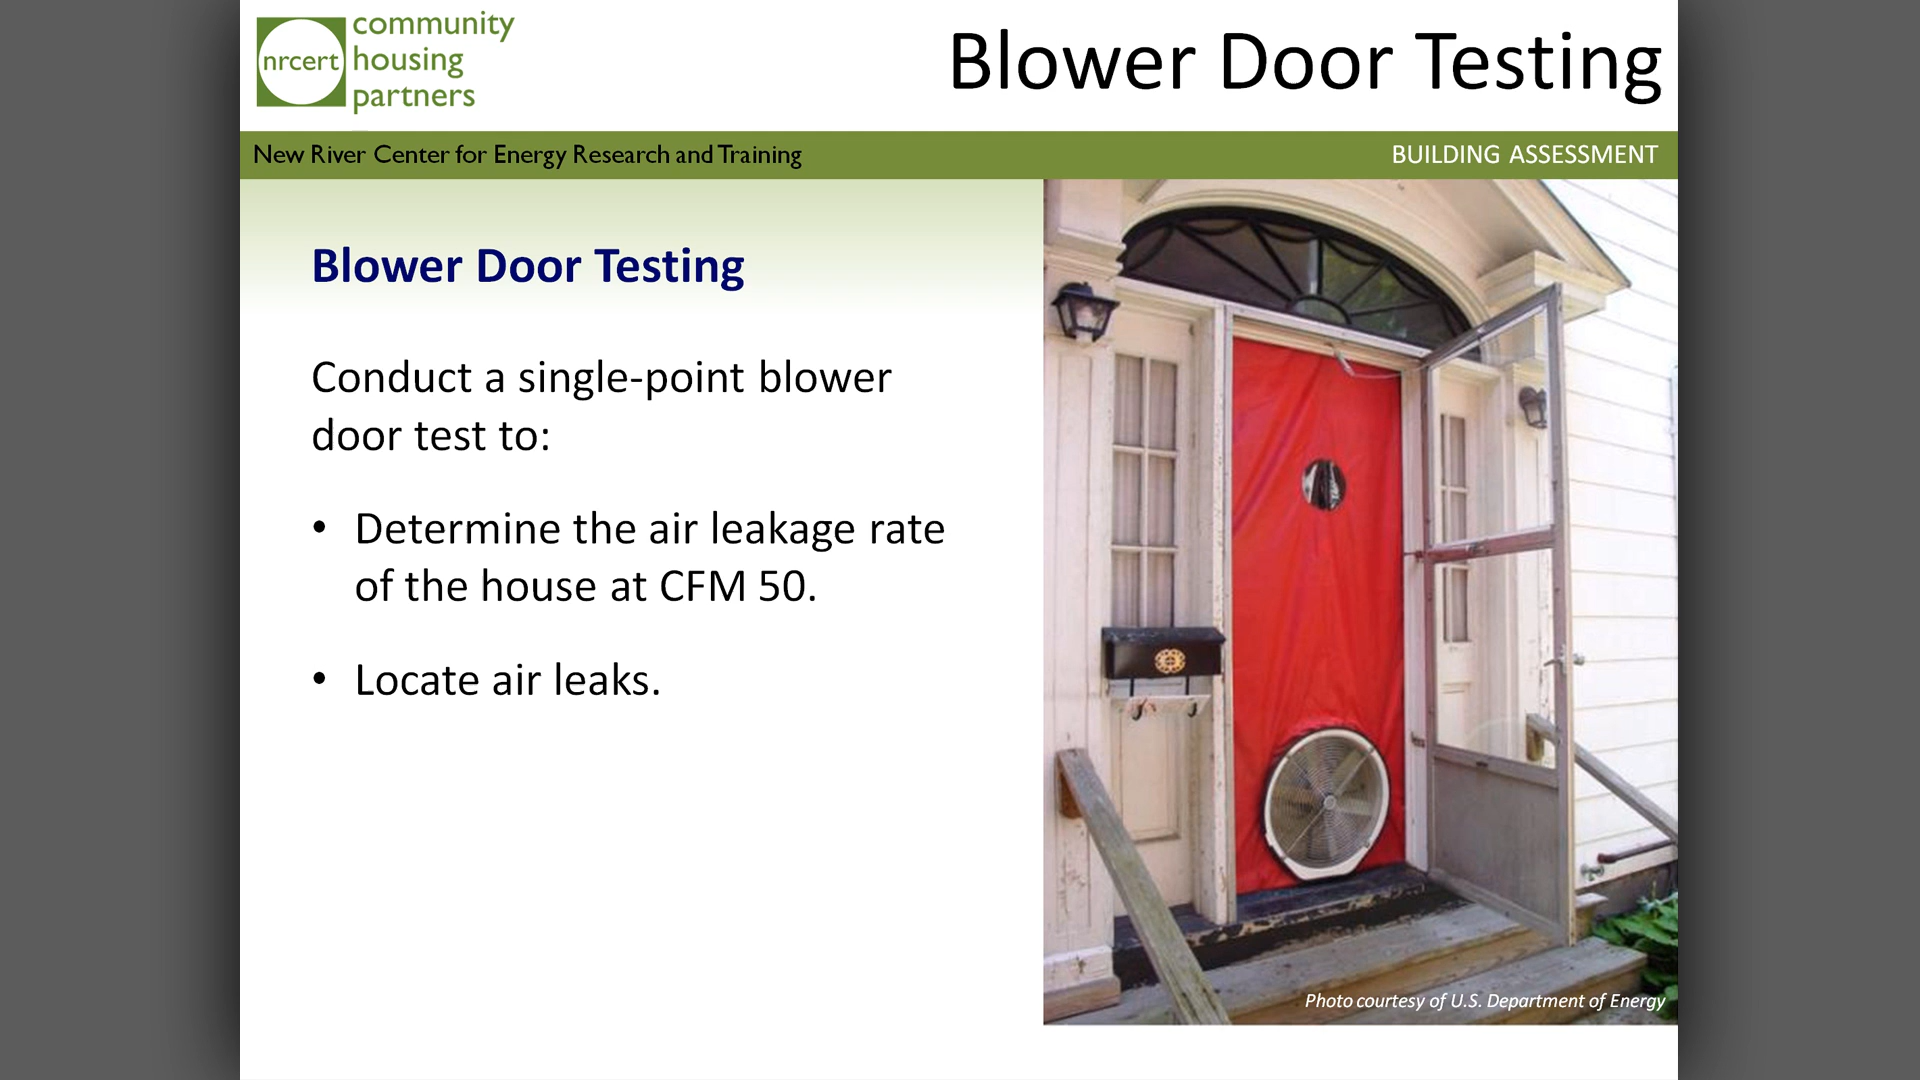 nrcert
community
housing
partners
Blower Door Testing
New River Center for Energy Research and Training
BUILDING ASSESSMENT
Blower Door Testing
Conduct a single-point blower
door test to:
• Determine the air leakage rate
of the house at CFM 50.
• Locate air leaks.
Photo courtesy of U.S. Department of Energy